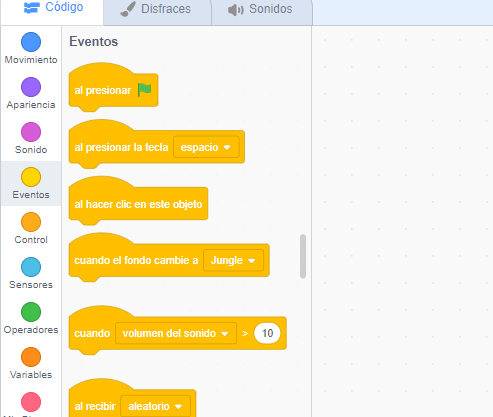 Código
Disfraces
Sonidos
Movimiento
Apariencia
Sonido
Eventos
Control
Sensores
Operadores
Variables
Eventos
al presionar
al presionar la tecla espacio
al hacer clic en este objeto
cuando el fondo cambie a Jungle
cuando volumen del sonido > 10
al recibir aleatorio